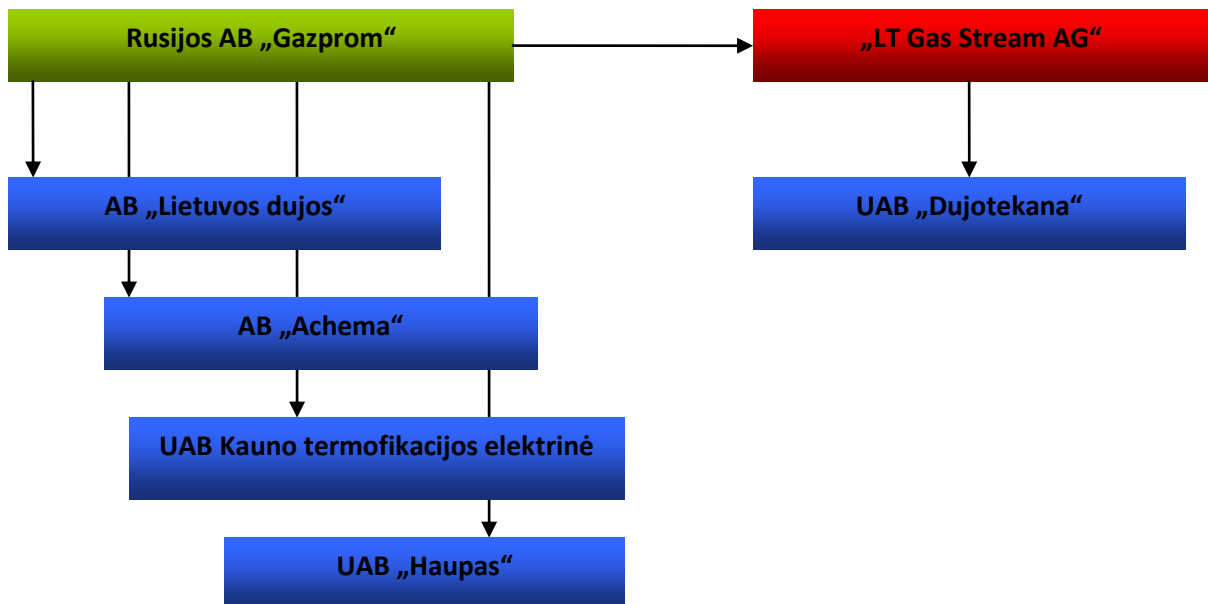 Rusijos AB „Gazprom“
„LT Gas Stream AG“
AB „Lietuvos dujos“
UAB „Dujotekana“
AB „Achema“
UAB Kauno termofikacijos elektrinė
UAB „Haupas“